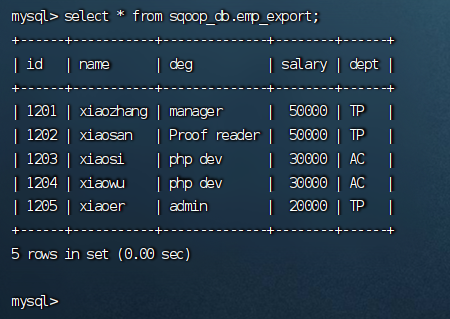 mysql> select * from sqoop_db.emp_export;
+------+-----------+--------------+--------+------+
| id   | name      | deg          | salary | dept |
+------+-----------+--------------+--------+------+
| 1201 | xiaozhang | manager      |  50000 | TP   |
| 1202 | xiaosan   | Proof reader |  50000 | TP   |
| 1203 | xiaosi    | php dev      |  30000 | AC   |
| 1204 | xiaowu    | php dev      |  30000 | AC   |
| 1205 | xiaoer    | admin        |  20000 | TP   |
+------+-----------+--------------+--------+------+
5 rows in set (0.00 sec)
mysql>